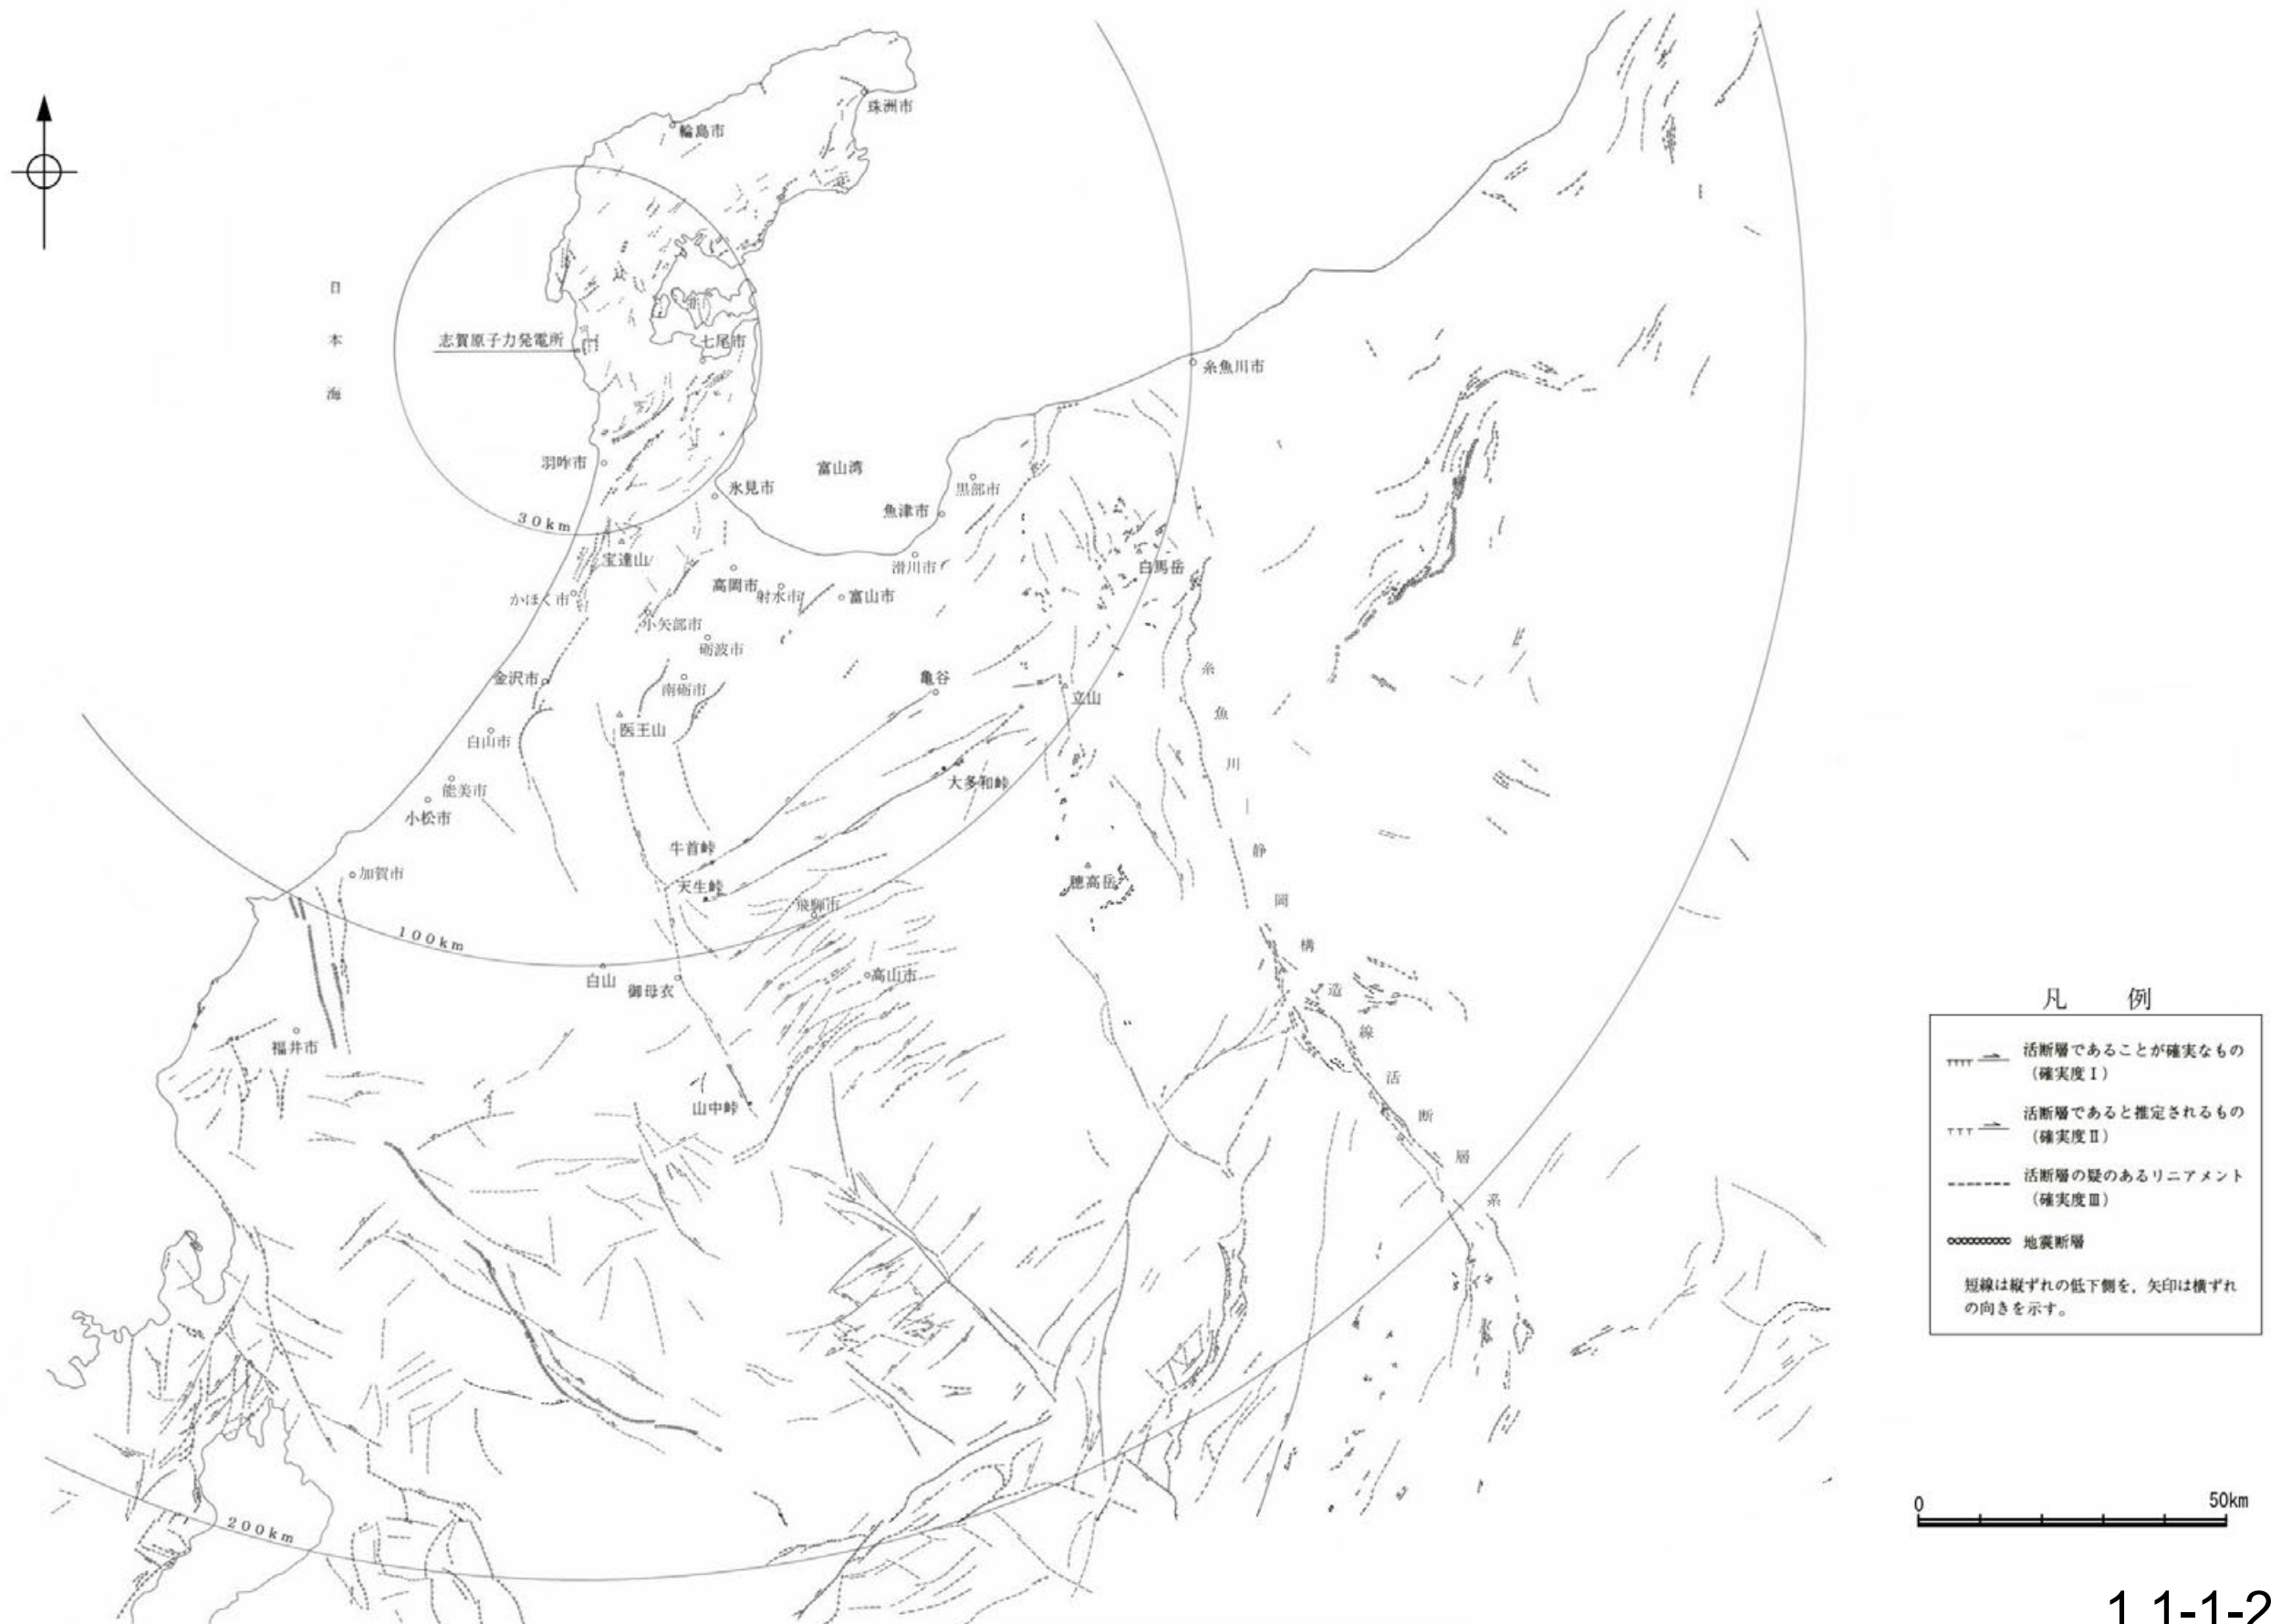 珠洲市
輪島市
日本海
志賀原子力発電所
七尾市
糸魚川市
羽咋市
富山湾
氷見市
黒部市
魚津市
30km
宝達山
滑川市
白馬岳
高岡市
射水市
富山市
かほく市
小矢部市
砺波市
金沢市
南砺市
亀谷
立山
医王山
白山市
大多和峠
能美市
小松市
牛首峠
天生峠
穂高岳
加賀市
飛騨市
100km
白山
御母衣
高山市
福井市
山中峠
糸魚川－静岡構造線活断層系
200km
凡例
活断層であることが確実なもの
（確実度Ⅰ）
活断層であると推定されるもの
（確実度Ⅱ）
活断層の疑のあるリニアメント
（確実度Ⅲ）
地震断層
短線は縦ずれの低下側を，矢印は横ずれ
の向きを示す。
0
50km
1.1-1-2